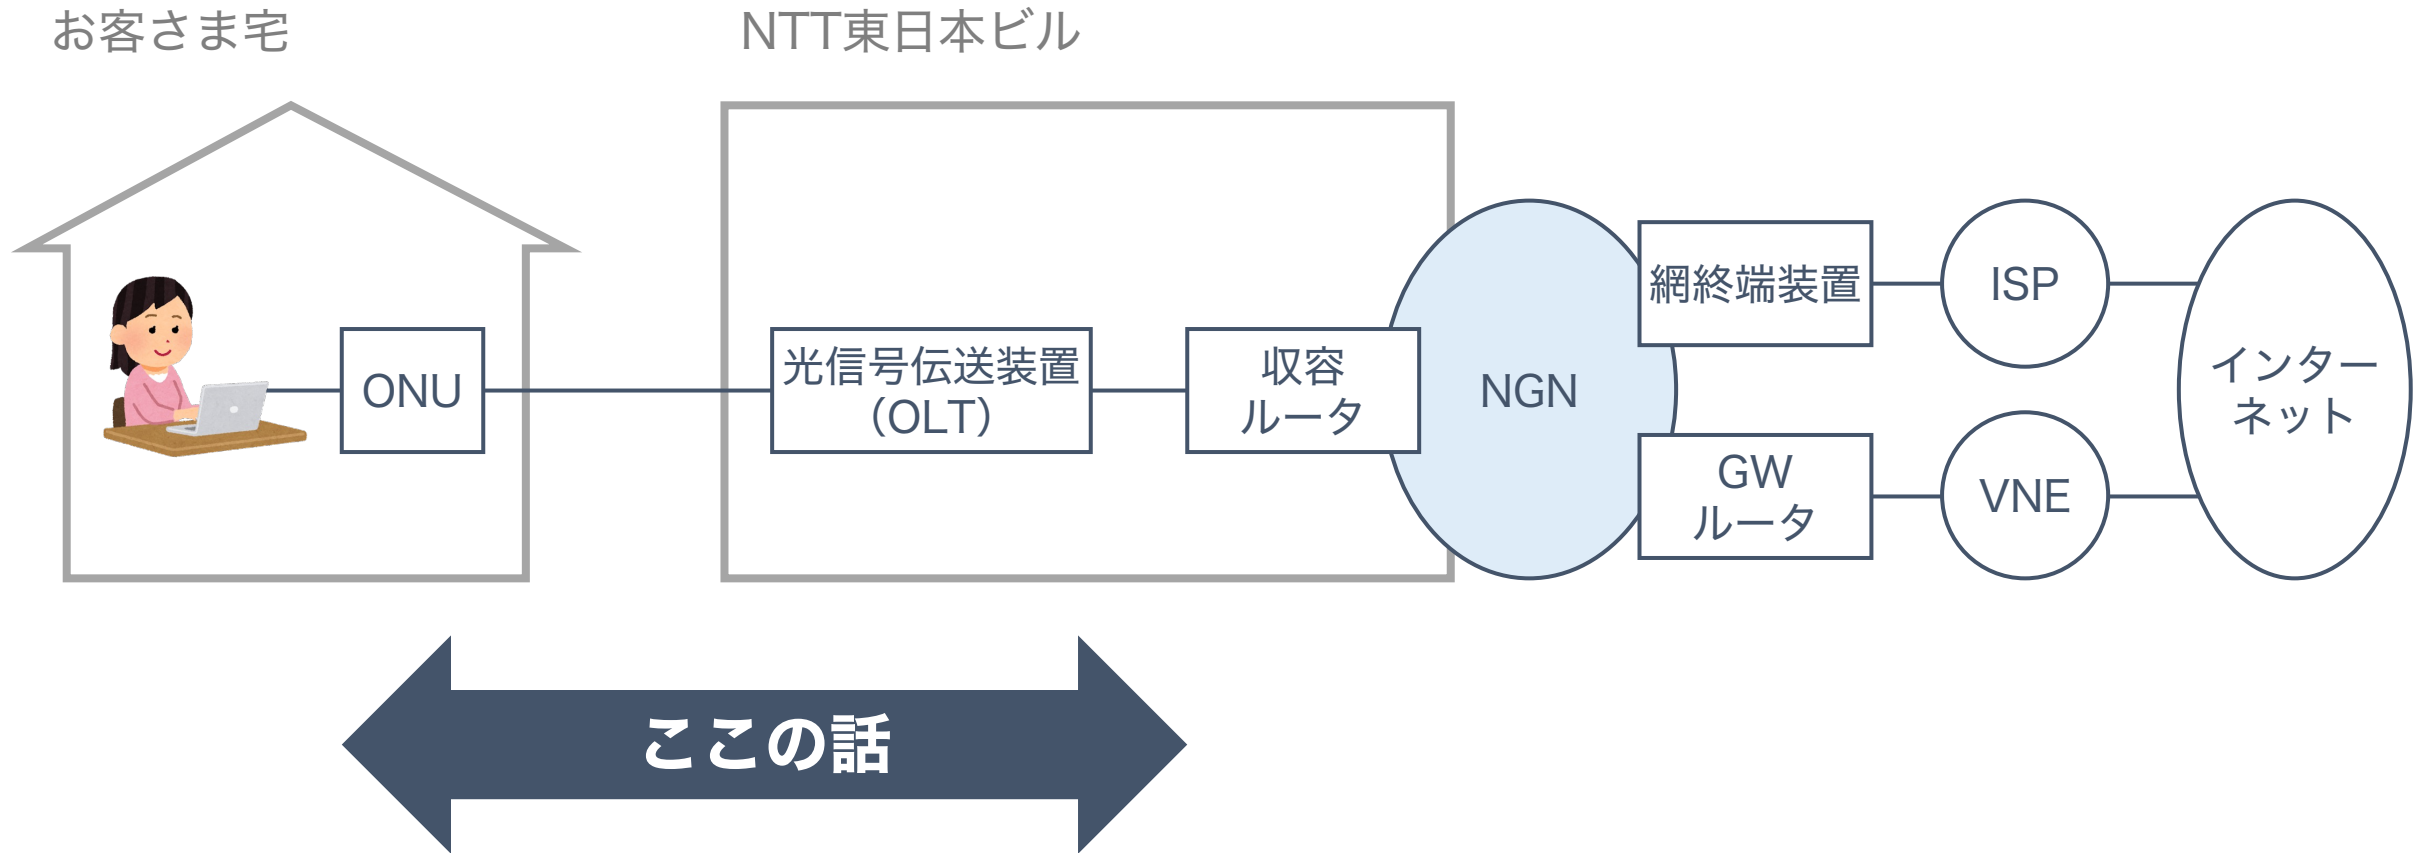 お客さま宅
NTT東日本ビル
ONU
光信号伝送装置
（OLT）
収容
ルータ
NGN
網終端装置
GW
ルータ
ISP
VNE
インター
ネット
ここの話